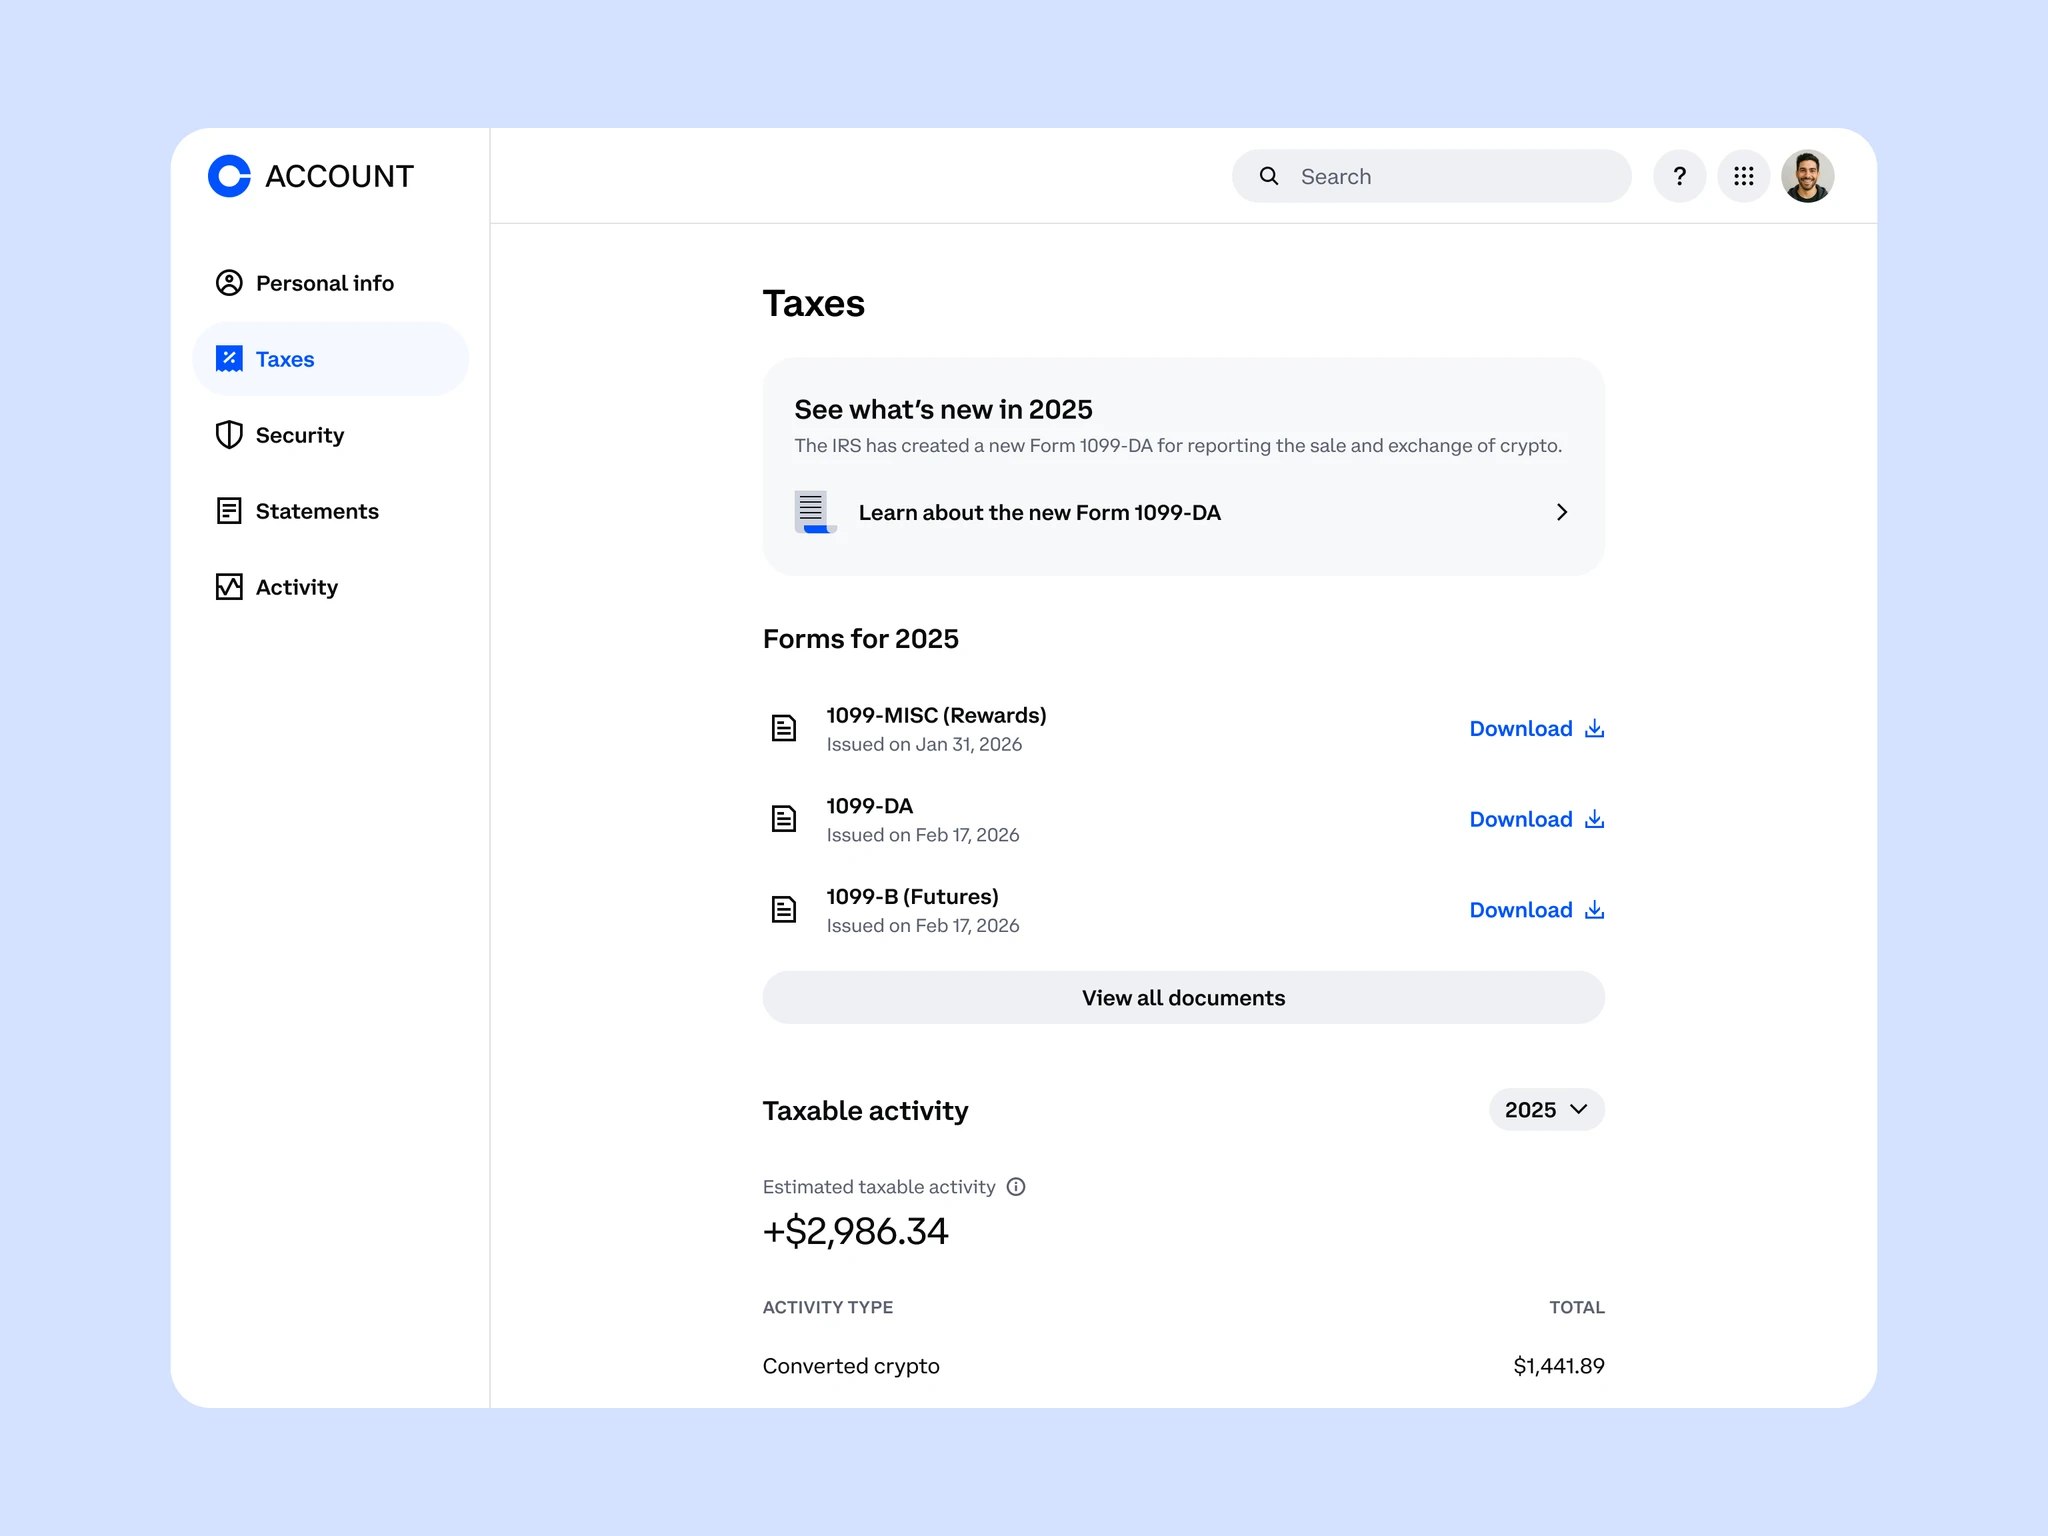 ACCOUNT
Search
?
Personal info
Taxes
Security
Statements
Activity
Taxes
See what’s new in 2025
The IRS has created a new Form 1099-DA for reporting the sale and exchange of crypto.
Learn about the new Form 1099-DA
Forms for 2025
1099-MISC (Rewards)
Issued on Jan 31, 2026
Download
1099-DA
Issued on Feb 17, 2026
Download
1099-B (Futures)
Issued on Feb 17, 2026
Download
View all documents
Taxable activity
2025
Estimated taxable activity
+$2,986.34
ACTIVITY TYPE
TOTAL
Converted crypto
$1,441.89